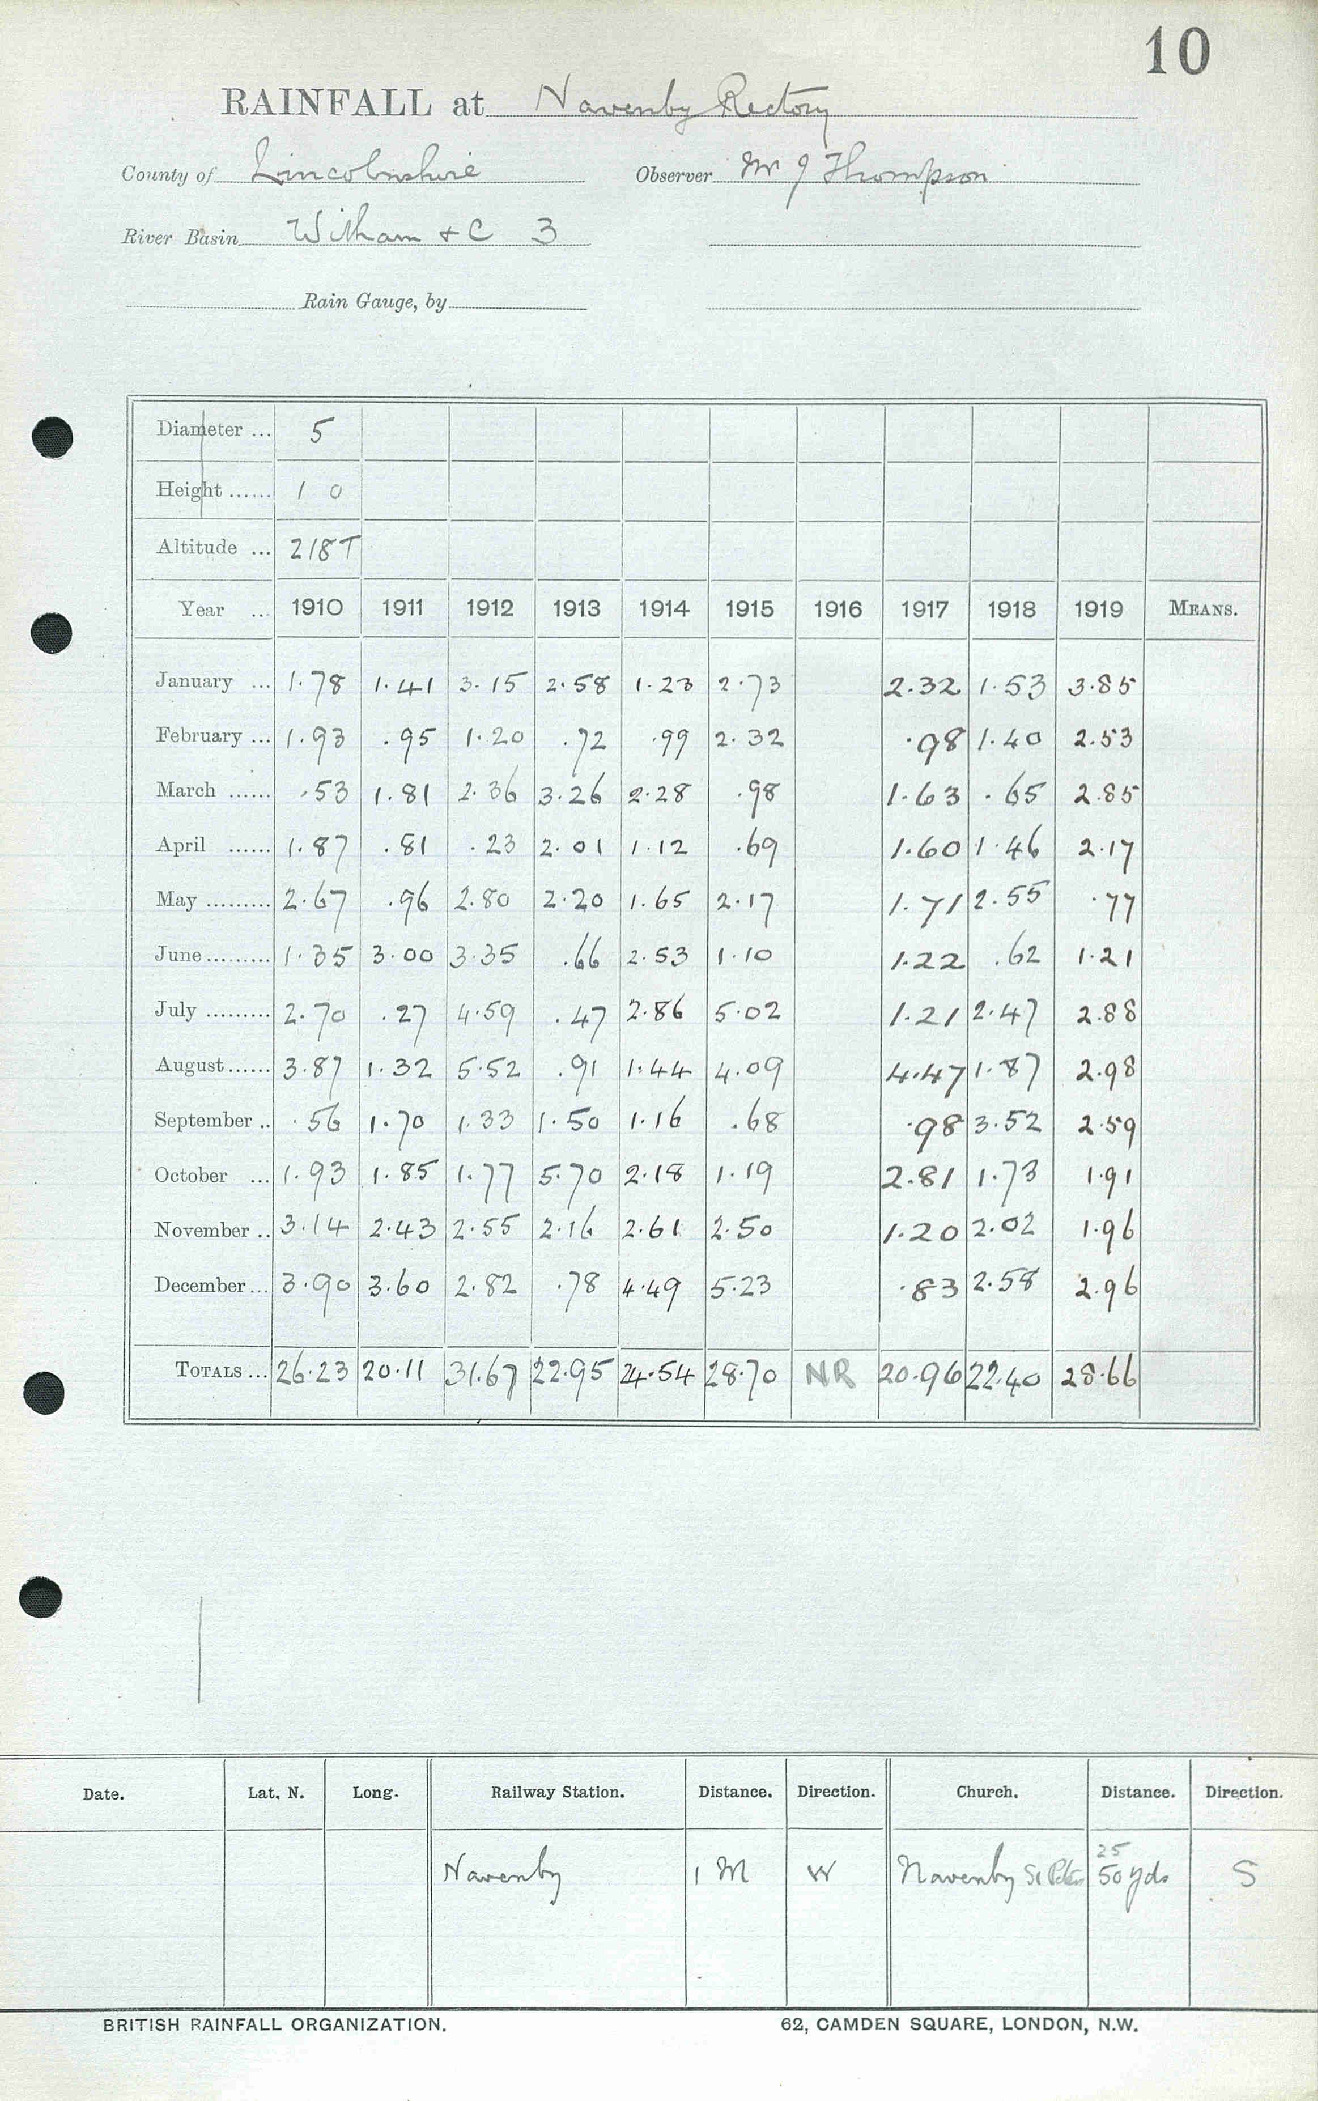 10
RAINFALL at Navenby Rectory
County of Lincolnshire Observer Mr J Thompson
River Basin Witham & C 3
Rain Gauge, by
Diameter ... 5
Height ...... 1 0
Altitude ... 218T
Year ... 1910 1911 1912 1913 1914 1915 1916 1917 1918 1919 MEANS.
January ... 1.78 1.41 3.15 2.58 1.23 2.73 2.32 1.53 3.85
February ... 1.93 .95 1.20 .72 .99 2.32 .98 1.40 2.53
March ...... .53 1.81 2.36 3.26 2.28 .98 1.63 .65 2.85
April ...... 1.87 .81 .23 2.01 1.12 .69 1.60 1.46 2.17
May ......... 2.67 .96 2.80 2.20 1.65 2.17 1.71 2.55 .77
June ......... 1.35 3.00 3.35 .66 2.53 1.10 1.22 .62 1.21
July ......... 2.70 .27 4.59 .47 2.86 5.02 1.21 2.47 2.88
August ...... 3.87 1.32 5.52 .91 1.44 4.09 4.47 1.87 2.98
September .. .56 1.70 1.33 1.50 1.16 .68 .98 3.52 2.59
October ... 1.93 1.85 1.77 5.70 2.18 1.19 2.81 1.73 1.91
November .. 3.14 2.43 2.55 2.16 2.61 2.50 1.20 2.02 1.96
December ... 3.90 3.60 2.82 .78 4.49 5.23 .83 2.58 2.96
TOTALS ... 26.23 20.11 31.67 22.95 24.54 28.70 NR 20.96 22.40 28.66
Date. Lat. N. Long. Railway Station. Distance. Direction. Church. Distance. Direction.
25
Navenby 1 M W Navenby St Peter 50 yds S
BRITISH RAINFALL ORGANIZATION. 62, CAMDEN SQUARE, LONDON, N.W.